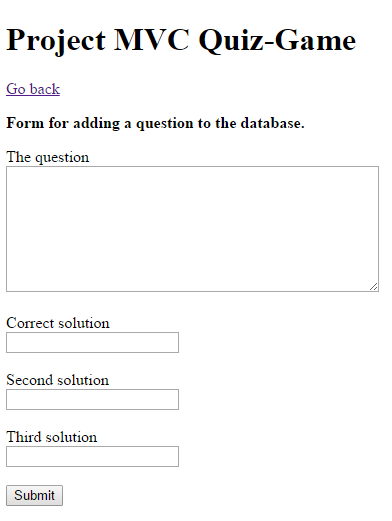 Project MVC Quiz-Game
Go back
Form for adding a question to the database.
The question
Correct solution
Second solution
Third solution
Submit